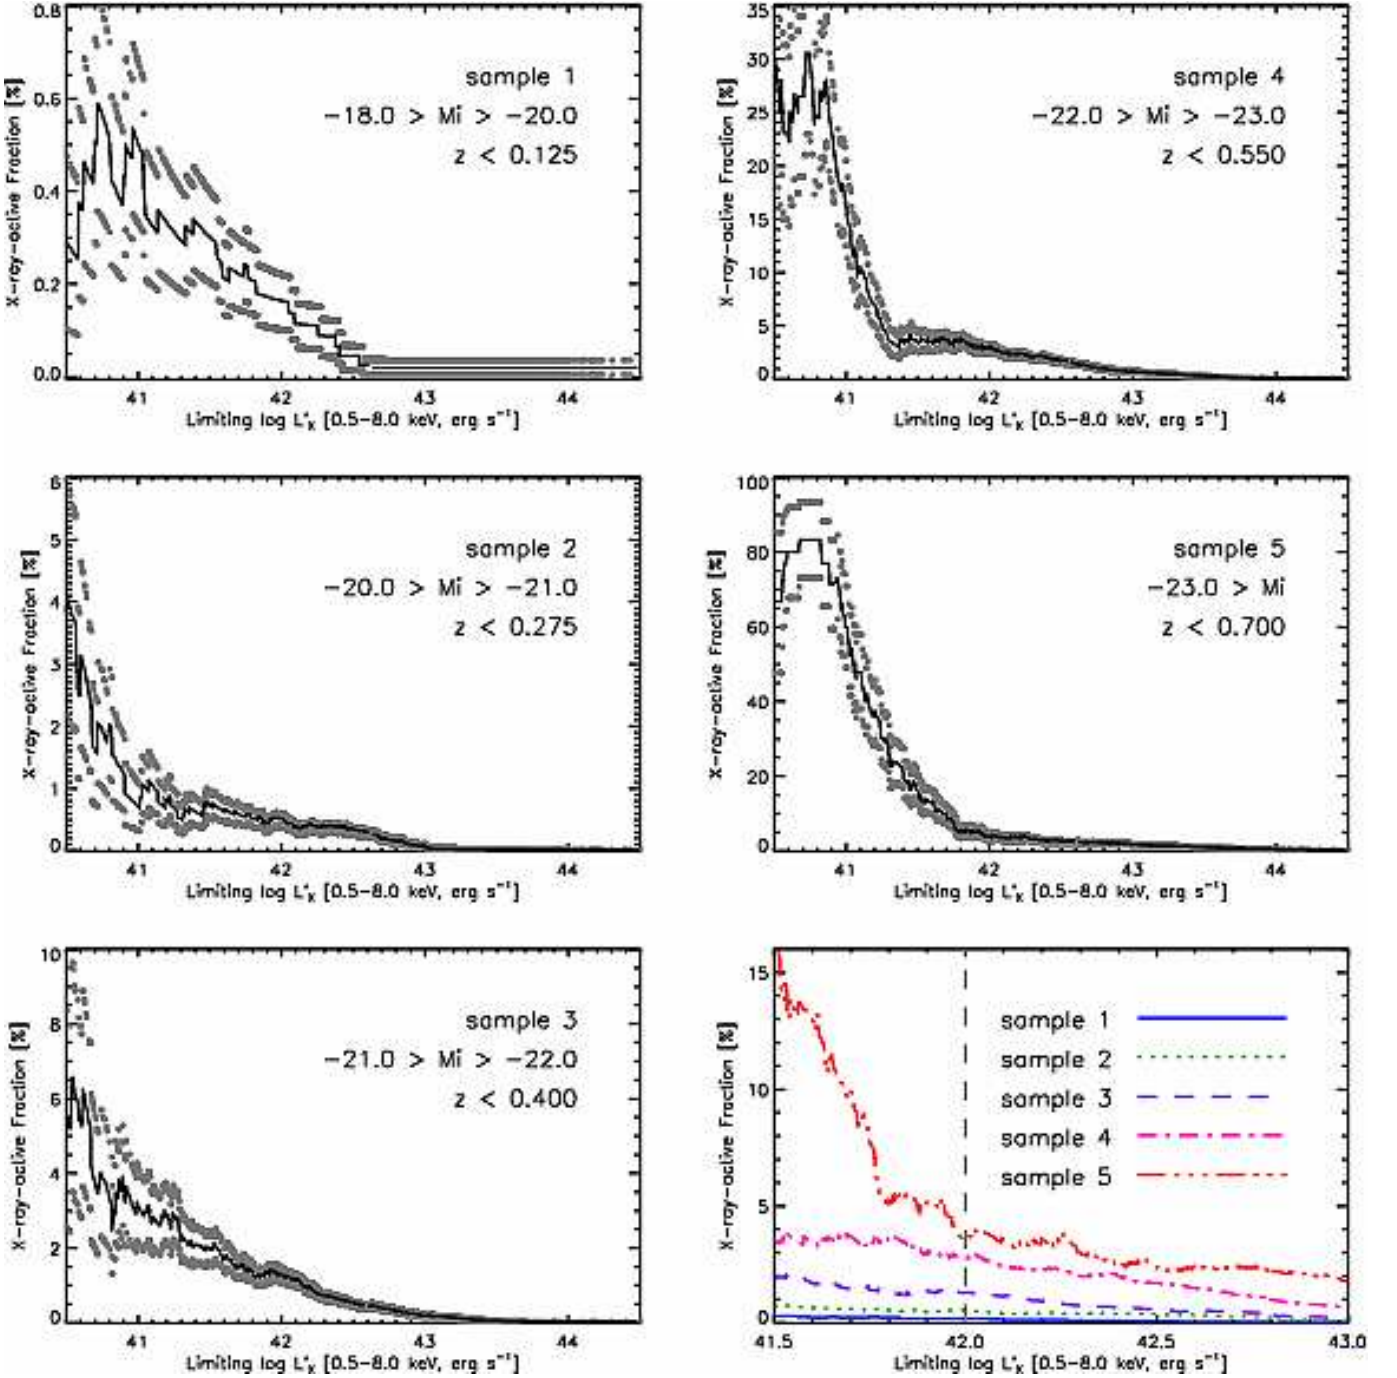 0.8
0.6
0.4
0.2
0.0
X-ray-active Fraction [%]
sample 1
-18.0 > Mi > -20.0
z < 0.125
41 42 43 44
Limiting log L*X [0.5-8.0 keV, erg s⁻¹]
35
30
25
20
15
10
5
0
X-ray-active Fraction [%]
sample 4
-22.0 > Mi > -23.0
z < 0.550
41 42 43 44
Limiting log L*X [0.5-8.0 keV, erg s⁻¹]
6
5
4
3
2
1
0
X-ray-active Fraction [%]
sample 2
-20.0 > Mi > -21.0
z < 0.275
41 42 43 44
Limiting log L*X [0.5-8.0 keV, erg s⁻¹]
100
80
60
40
20
0
X-ray-active Fraction [%]
sample 5
-23.0 > Mi
z < 0.700
41 42 43 44
Limiting log L*X [0.5-8.0 keV, erg s⁻¹]
10
8
6
4
2
0
X-ray-active Fraction [%]
sample 3
-21.0 > Mi > -22.0
z < 0.400
41 42 43 44
Limiting log L*X [0.5-8.0 keV, erg s⁻¹]
15
10
5
0
X-ray-active Fraction [%]
sample 1
sample 2
sample 3
sample 4
sample 5
41.5 42.0 42.5 43.0
Limiting log L*X [0.5-8.0 keV, erg s⁻¹]